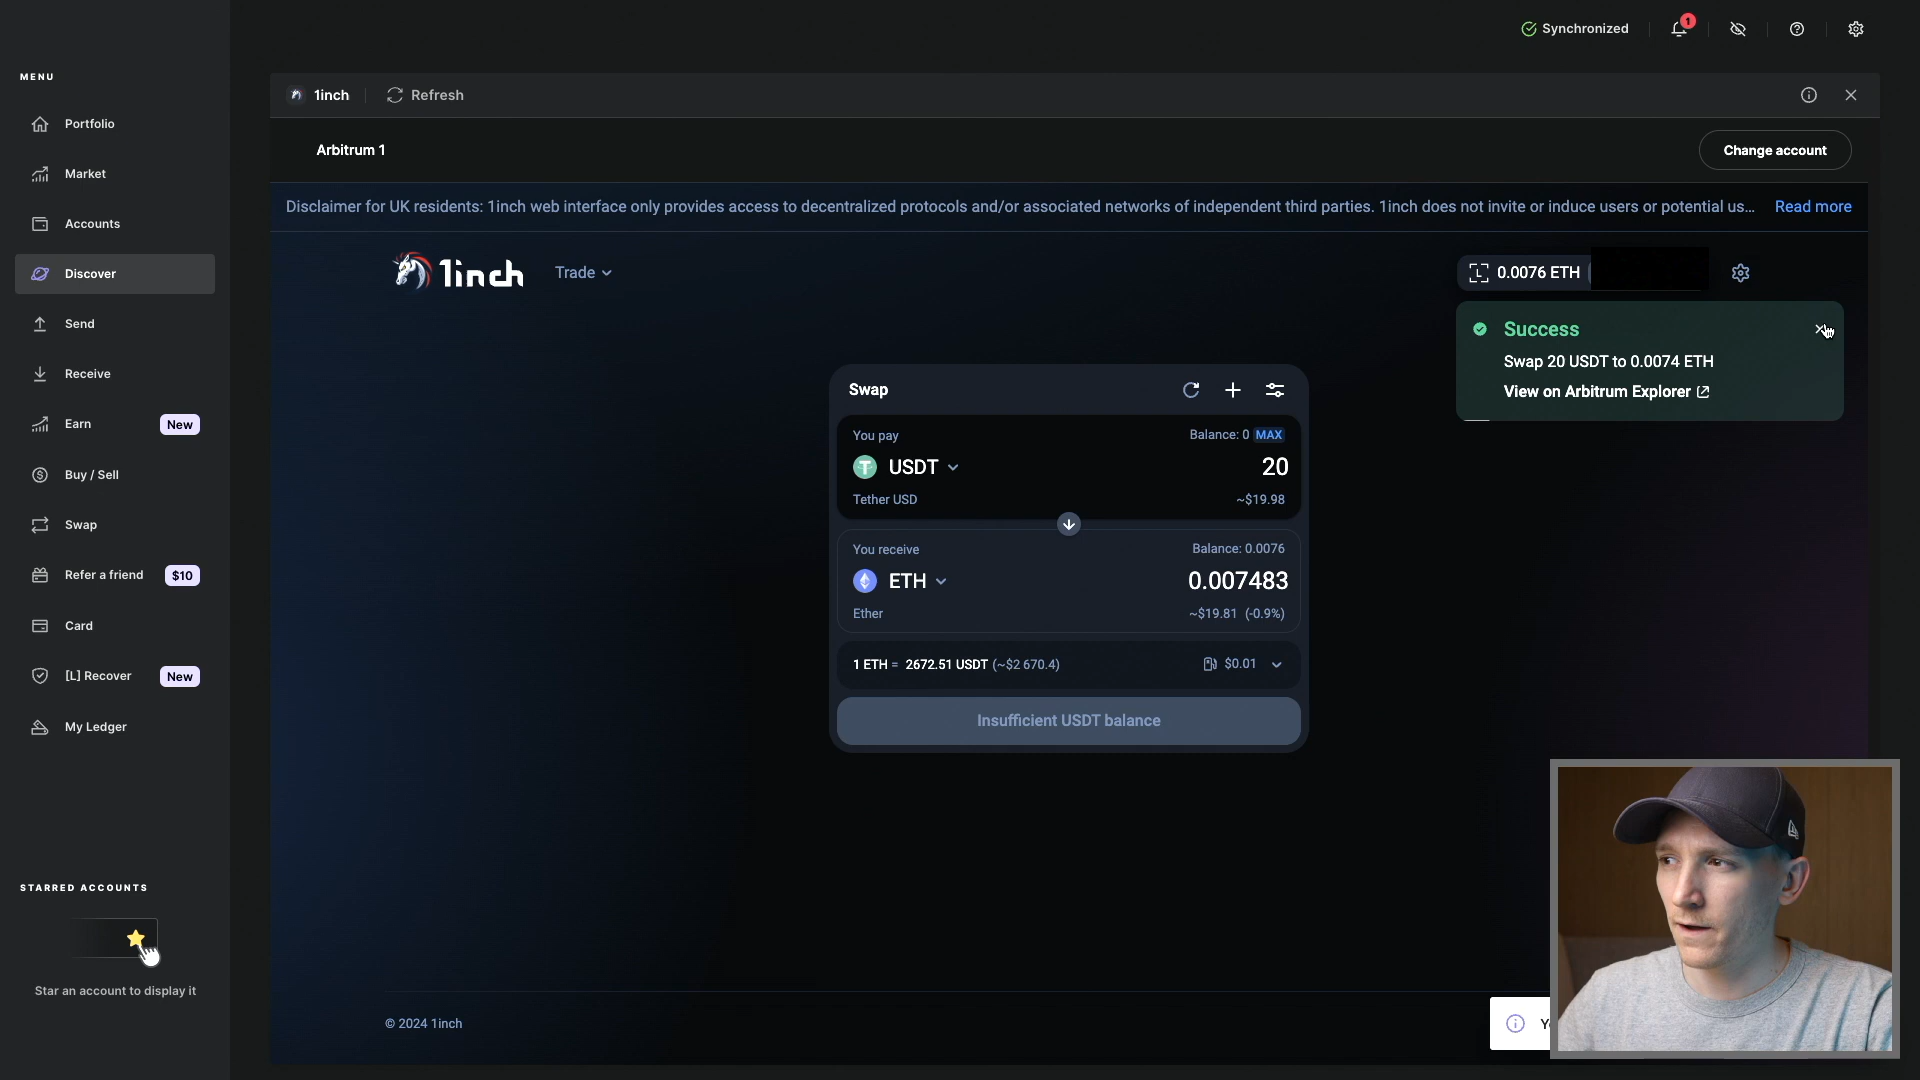 Synchronized
1
MENU
Portfolio
Market
Accounts
Discover
Send
Receive
Earn New
Buy / Sell
Swap
Refer a friend $10
Card
[L] Recover New
My Ledger
STARRED ACCOUNTS
Star an account to display it
1inch Refresh
Arbitrum 1 Change account
Disclaimer for UK residents: 1inch web interface only provides access to decentralized protocols and/or associated networks of independent third parties. 1inch does not invite or induce users or potential us... Read more
1inch Trade 0.0076 ETH
Success
Swap 20 USDT to 0.0074 ETH
View on Arbitrum Explorer
Swap
You pay Balance: 0 MAX
USDT 20
Tether USD ~$19.98
You receive Balance: 0.0076
ETH 0.007483
Ether ~$19.81 (-0.9%)
1 ETH = 2672.51 USDT (~$2 670.4) $0.01
Insufficient USDT balance
© 2024 1inch